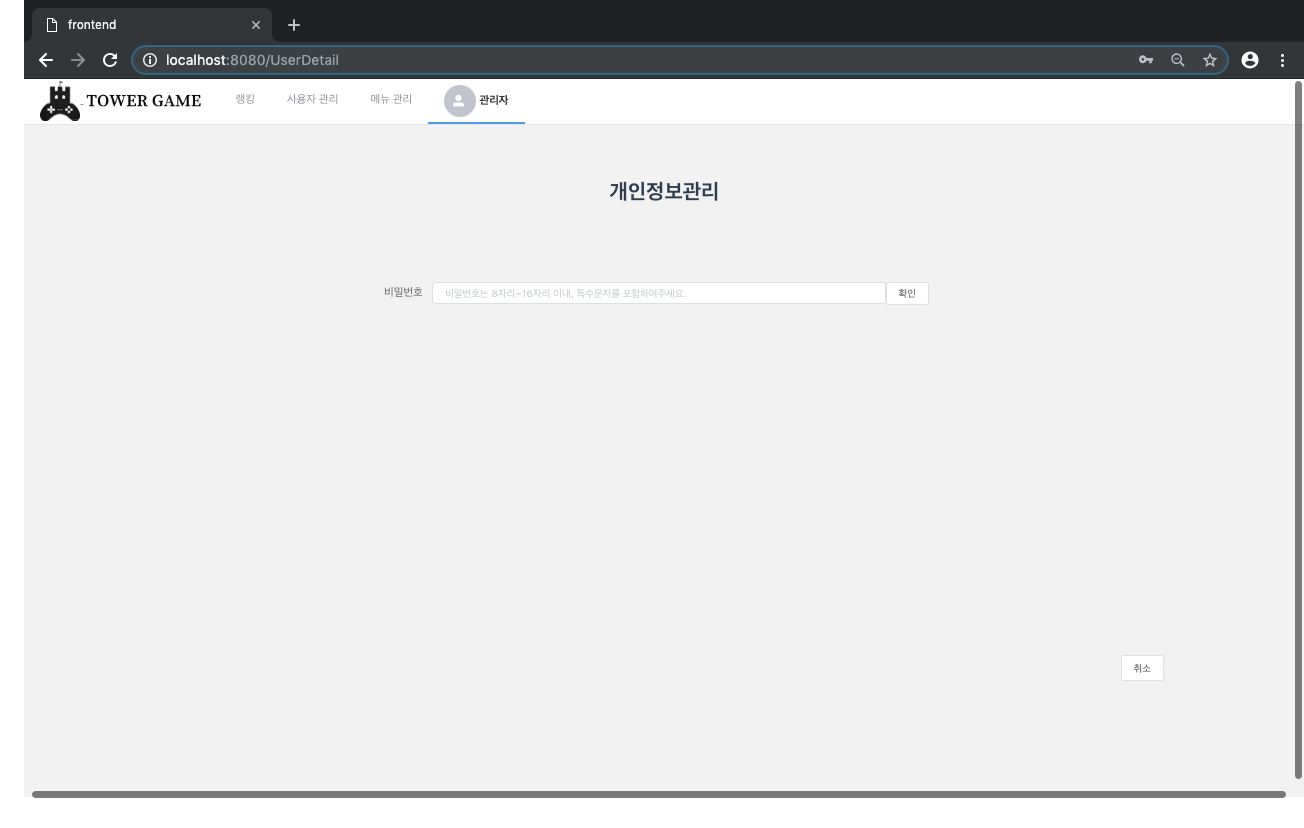 frontend
localhost:8080/UserDetail
TOWER GAME 랭킹 사용자 관리 메뉴 관리 관리자
개인정보관리
비밀번호 비밀번호는 8자리~16자리 이내, 특수문자를 포함하여주세요. 확인
취소